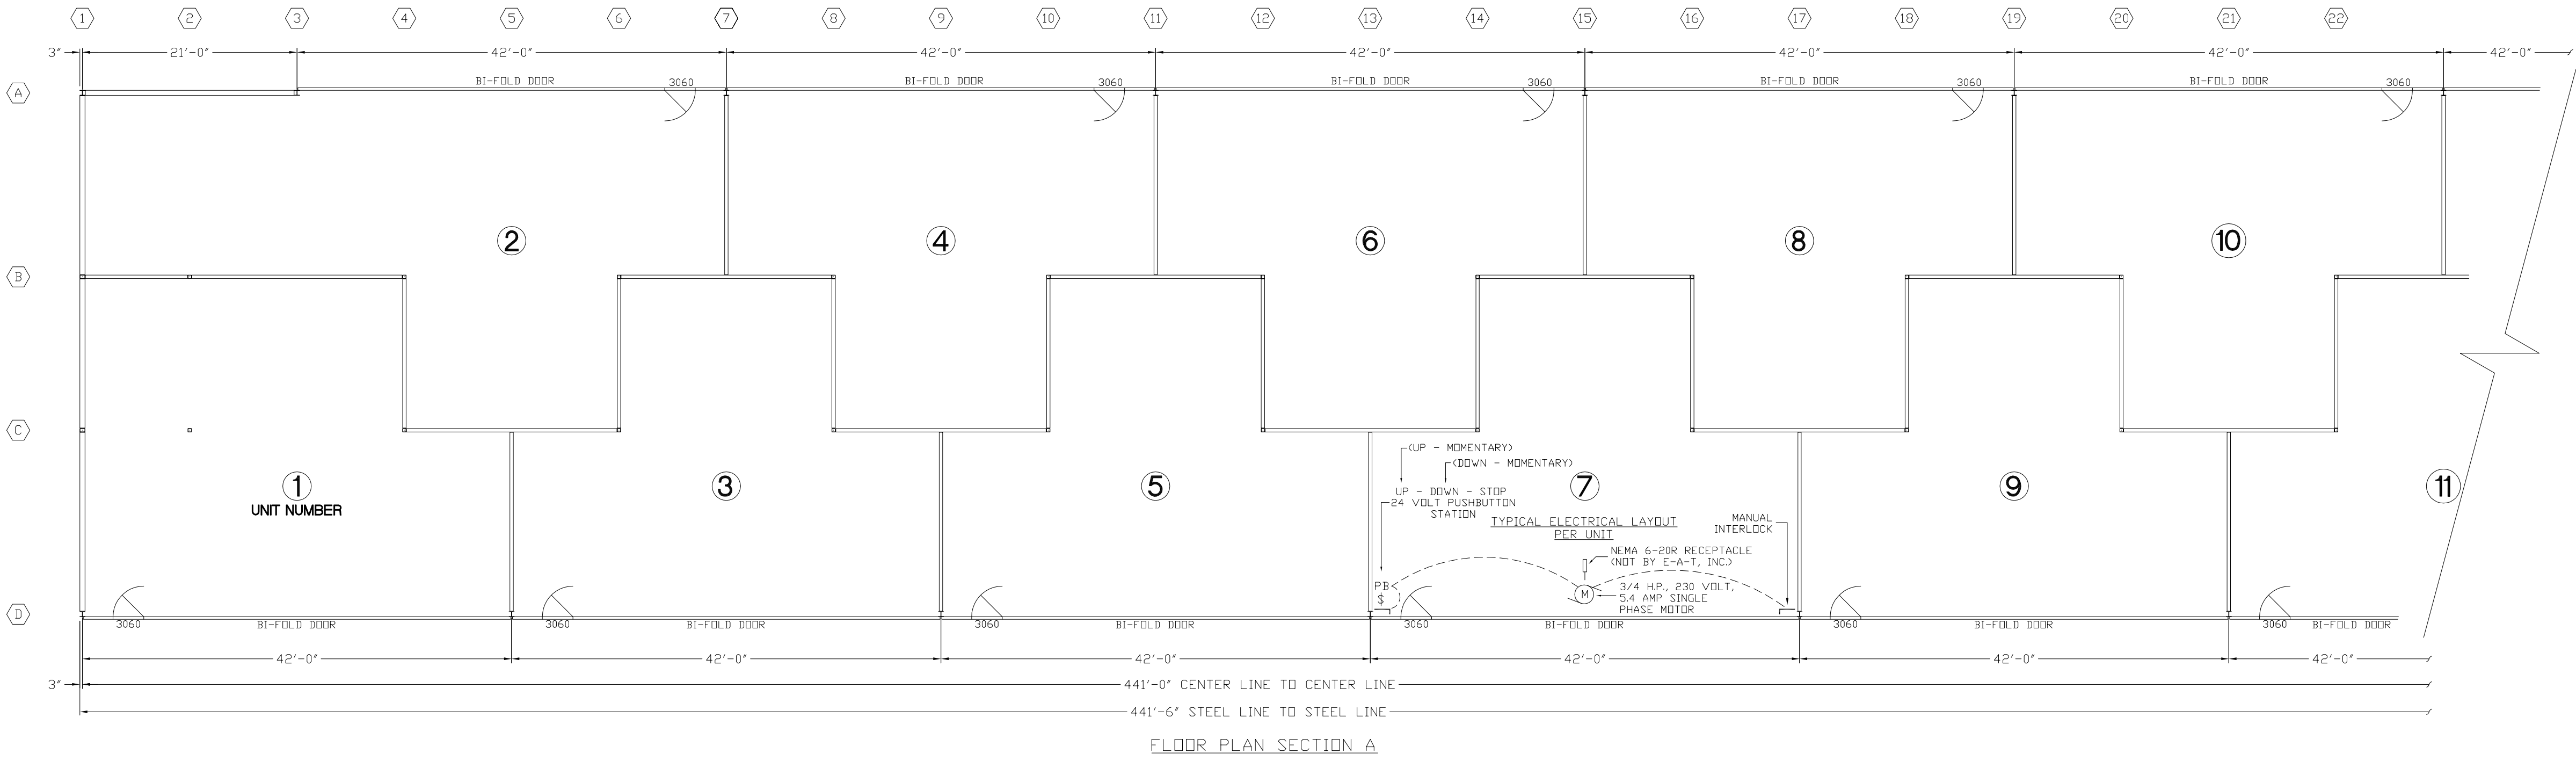 1 2 3 4 5 6 7 8 9 10 11 12 13 14 15 16 17 18 19 20 21 22
3" 21'-0" 42'-0" 42'-0" 42'-0" 42'-0" 42'-0" 42'-0"
BI-FOLD DOOR 3060 BI-FOLD DOOR 3060 BI-FOLD DOOR 3060 BI-FOLD DOOR 3060 BI-FOLD DOOR 3060
A
2 4 6 8 10
B
C
(UP - MOMENTARY)
(DOWN - MOMENTARY)
UP - DOWN - STOP
24 VOLT PUSHBUTTON
STATION
1 3 5 7 9 11
UNIT NUMBER
TYPICAL ELECTRICAL LAYOUT
PER UNIT
MANUAL
INTERLOCK
NEMA 6-20R RECEPTACLE
(NOT BY E-A-T, INC.)
PB
$
M
3/4 H.P., 230 VOLT,
5.4 AMP SINGLE
PHASE MOTOR
D
3060 BI-FOLD DOOR 3060 BI-FOLD DOOR 3060 BI-FOLD DOOR 3060 BI-FOLD DOOR 3060 BI-FOLD DOOR 3060 BI-FOLD DOOR
42'-0" 42'-0" 42'-0" 42'-0" 42'-0" 42'-0"
3" 441'-0" CENTER LINE TO CENTER LINE
441'-6" STEEL LINE TO STEEL LINE
FLOOR PLAN SECTION A